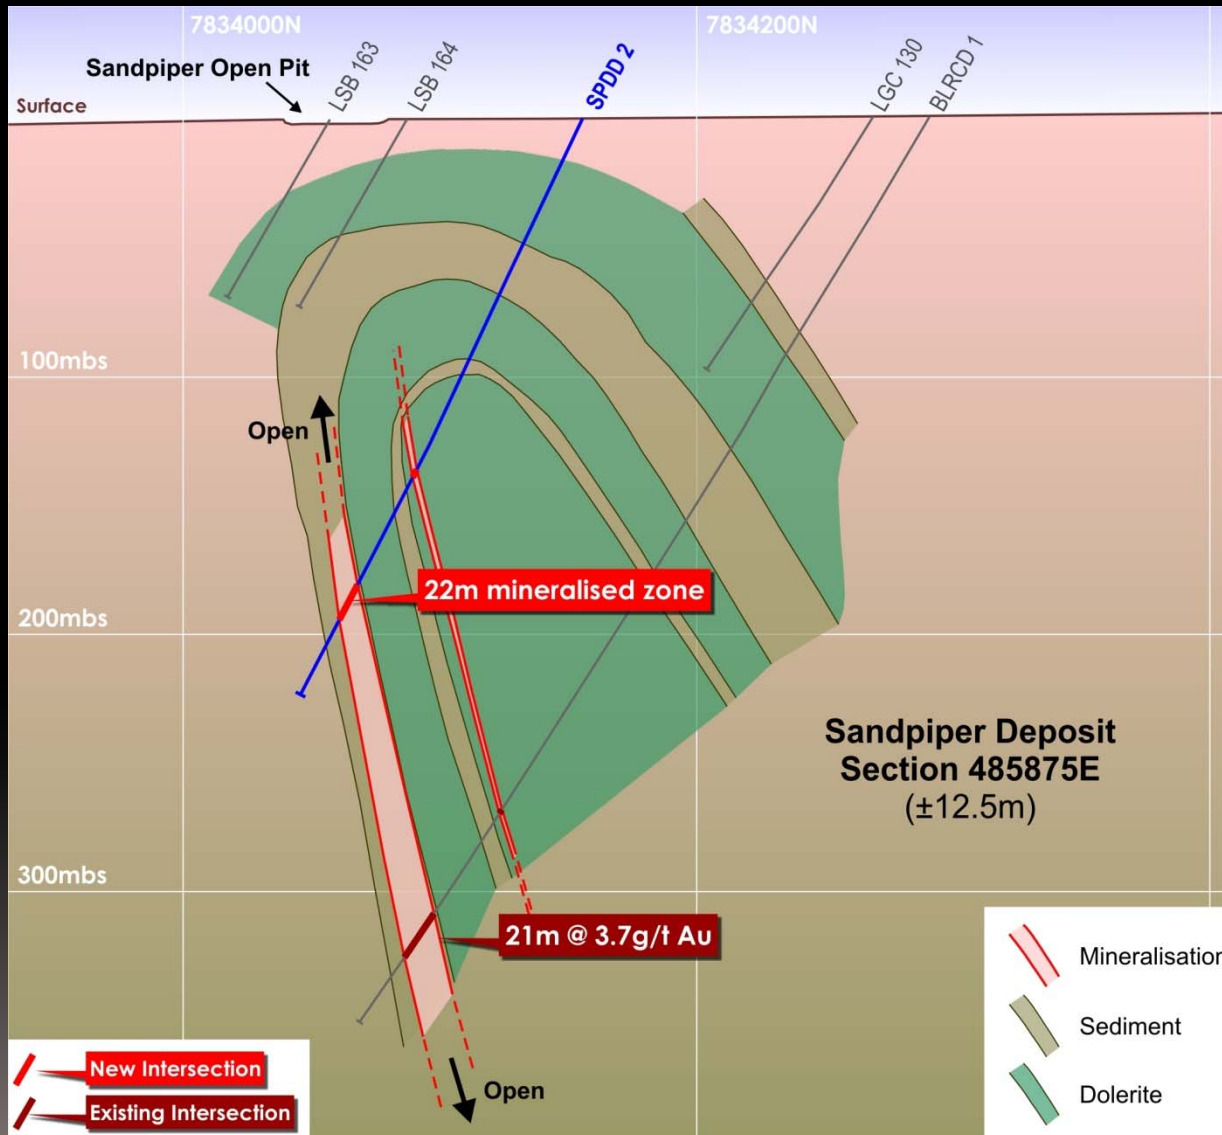 7834000N
7834200N
LSB 163
LSB 164
SPDD 2
LGC 130
BLRCD 1
Sandpiper Open Pit
Surface
100mbs
Open
22m mineralised zone
200mbs
Sandpiper Deposit
Section 485875E
(±12.5m)
300mbs
21m @ 3.7g/t Au
Open
Mineralisation
Sediment
Dolerite
New Intersection
Existing Intersection